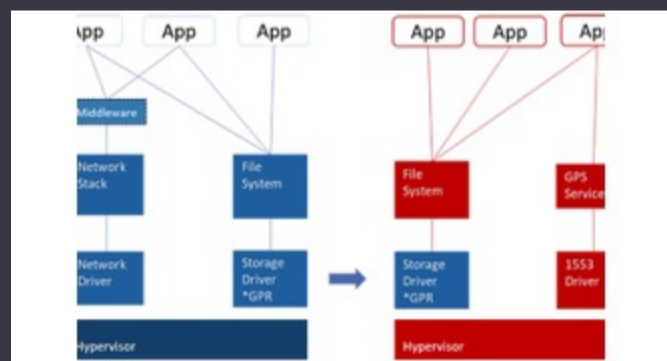 App App App App App App
Middleware
Network
Stack
File
System
File
System
GPS
Service
Network
Driver
Storage
Driver
*GPR
Storage
Driver
*GPR
1553
Driver
Hypervisor Hypervisor